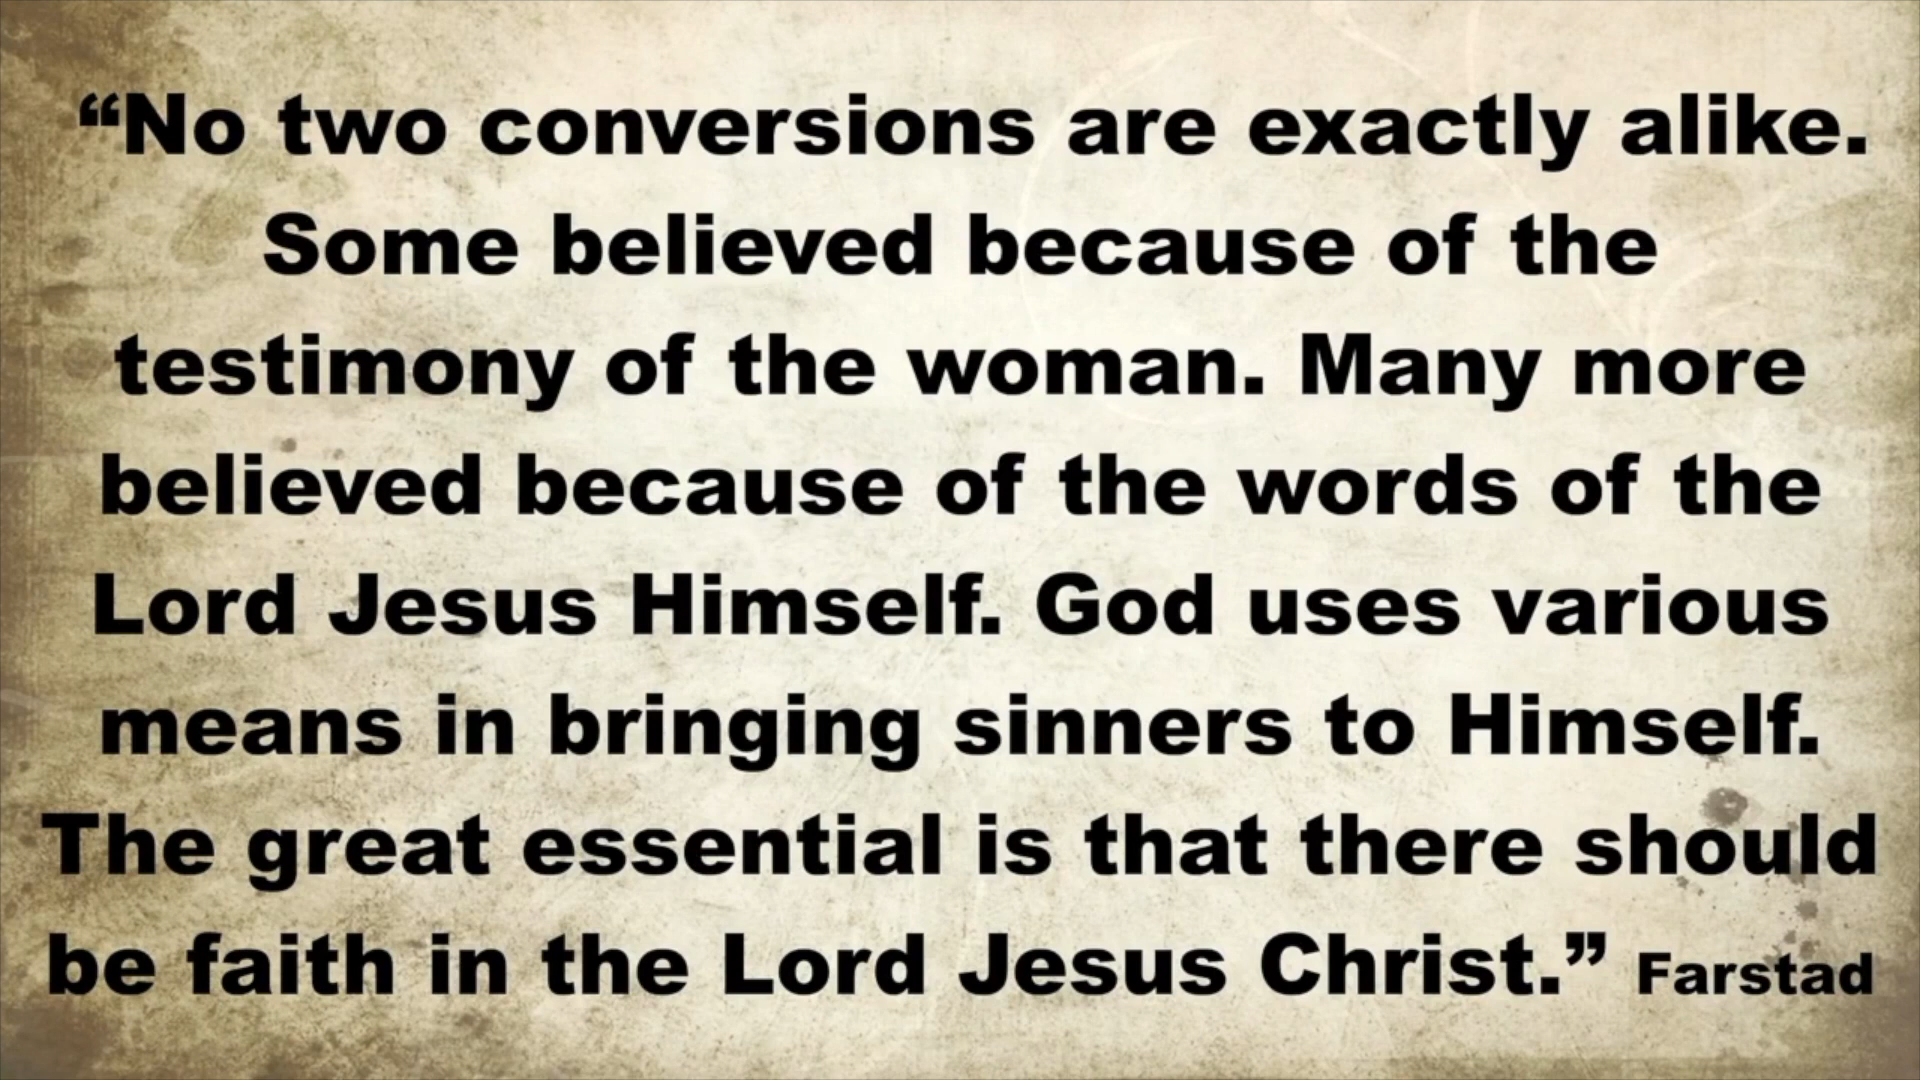 “No two conversions are exactly alike.
Some believed because of the
testimony of the woman. Many more
believed because of the words of the
Lord Jesus Himself. God uses various
means in bringing sinners to Himself.
The great essential is that there should
be faith in the Lord Jesus Christ.” Farstad